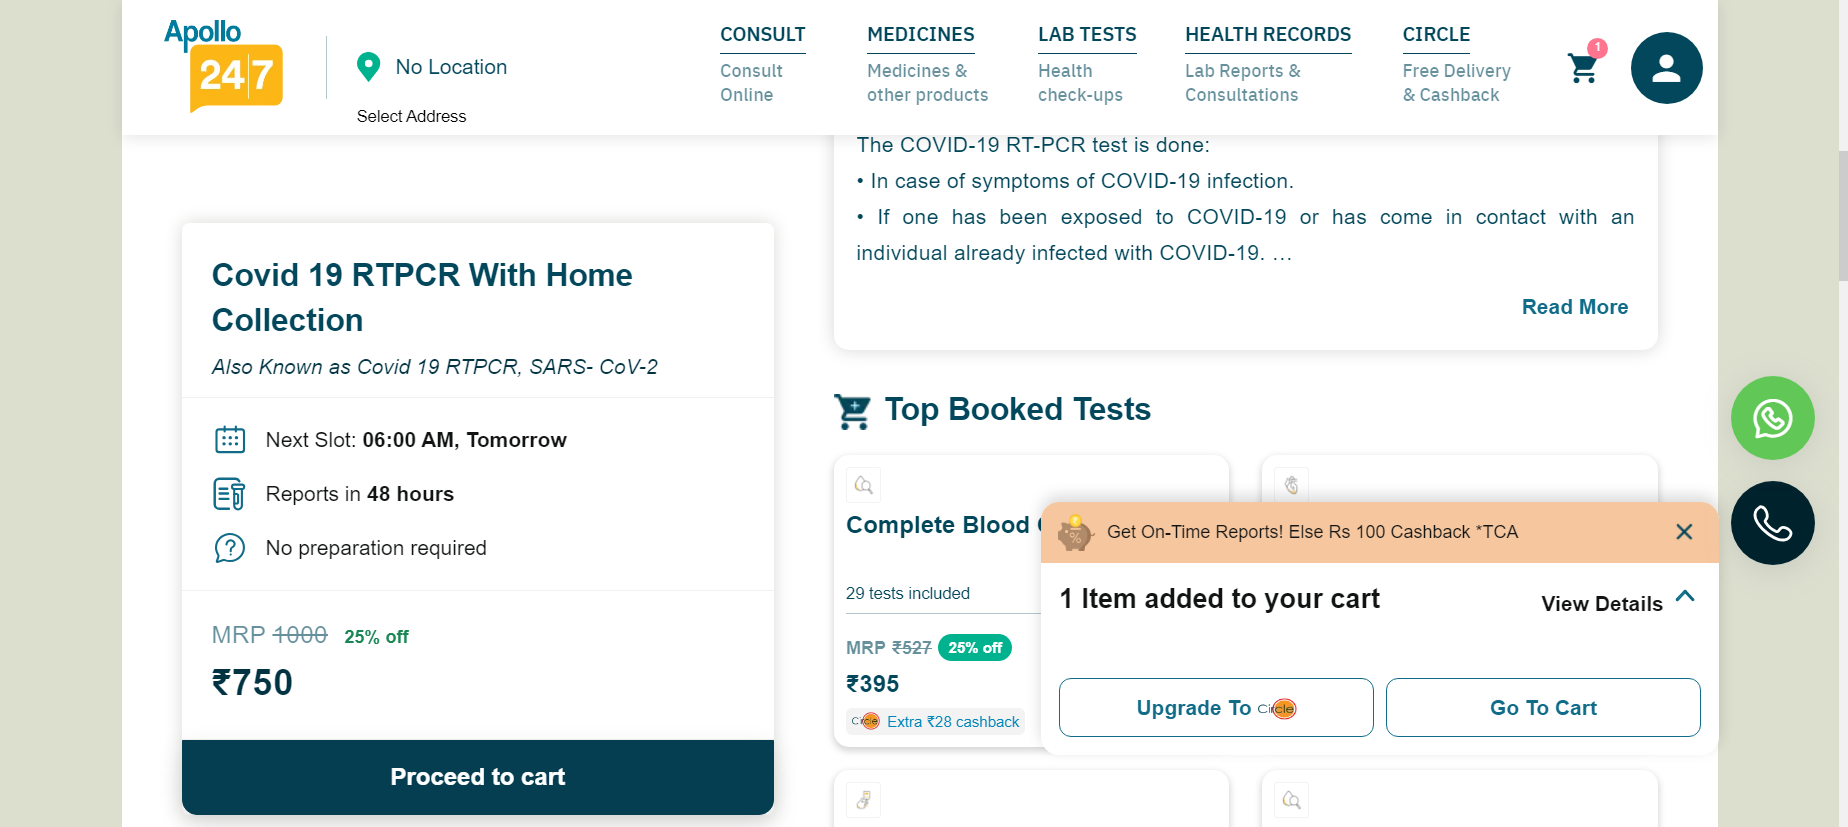 Apollo
24|7
No Location
Select Address
CONSULT
Consult
Online
MEDICINES
Medicines &
other products
LAB TESTS
Health
check-ups
HEALTH RECORDS
Lab Reports &
Consultations
CIRCLE
Free Delivery
& Cashback
1
The COVID-19 RT-PCR test is done:
• In case of symptoms of COVID-19 infection.
• If one has been exposed to COVID-19 or has come in contact with an
individual already infected with COVID-19. …
Read More
Covid 19 RTPCR With Home
Collection
Also Known as Covid 19 RTPCR, SARS- CoV-2
Next Slot: 06:00 AM, Tomorrow
Reports in 48 hours
No preparation required
MRP 1000 25% off
₹750
Proceed to cart
Top Booked Tests
Complete Blood
29 tests included
MRP ₹527 25% off
₹395
Circle Extra ₹28 cashback
Get On-Time Reports! Else Rs 100 Cashback *TCA
1 Item added to your cart
View Details
Upgrade To Circle
Go To Cart